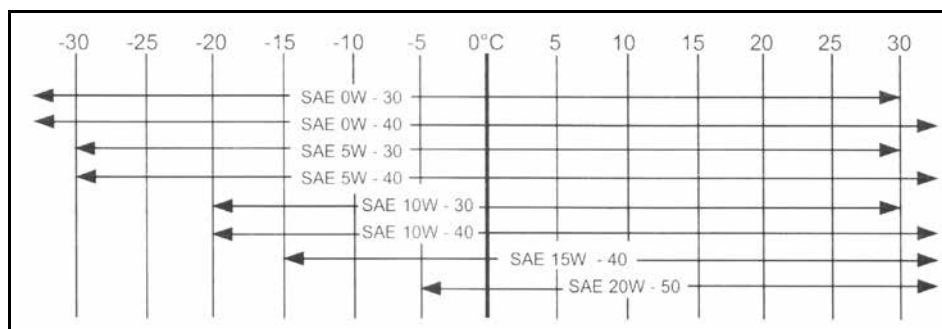 -30 -25 -20 -15 -10 -5 0°C 5 10 15 20 25 30
SAE 0W - 30
SAE 0W - 40
SAE 5W - 30
SAE 5W - 40
SAE 10W - 30
SAE 10W - 40
SAE 15W - 40
SAE 20W - 50